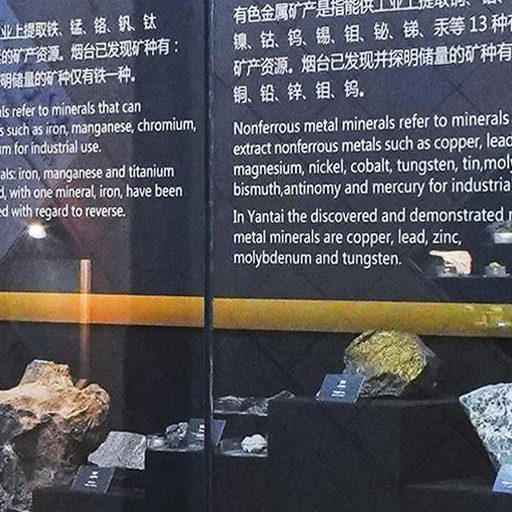 业上提取铁、锰、铬、钒、钛
的矿产资源。烟台已发现矿种有：
明储量的矿种仅有铁一种。
refer to minerals that can
such as iron, manganese, chromium,
for industrial use.
iron, manganese and titanium
with one mineral, iron, have been
with regard to reverse.
有色金属矿产是指能供工业上提取铜、
镍、钴、钨、锡、钼、铋、锑、汞等 13 种
矿产资源。烟台已发现并探明储量的矿种有
铜、铅、锌、钼、钨。
Nonferrous metal minerals refer to minerals
extract nonferrous metals such as copper, lead
magnesium, nickel, cobalt, tungsten, tin,moly
bismuth,antinomy and mercury for industria
In Yantai the discovered and demonstrated
metal minerals are copper, lead, zinc,
molybdenum and tungsten.